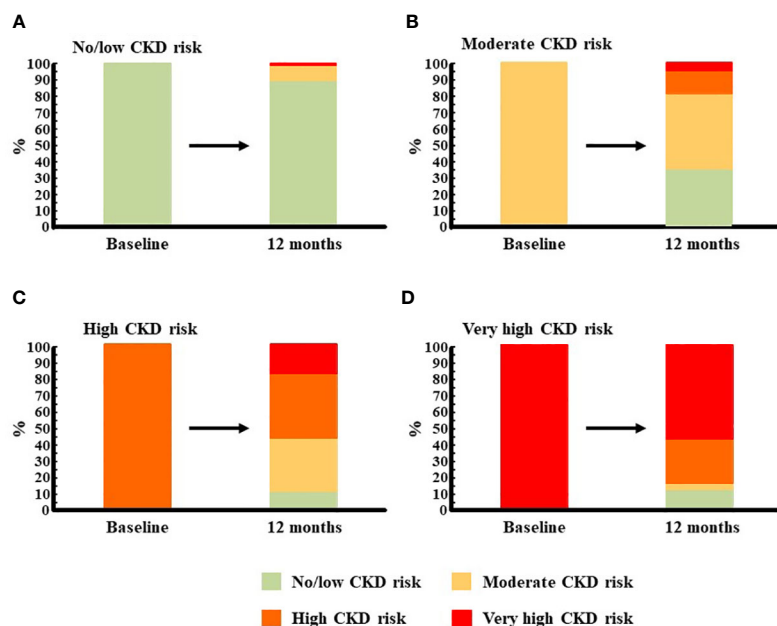 A
No/low CKD risk
100
90
80
70
60
50
40
30
20
10
0
%
Baseline
12 months
B
Moderate CKD risk
100
90
80
70
60
50
40
30
20
10
0
%
Baseline
12 months
C
High CKD risk
100
90
80
70
60
50
40
30
20
10
0
%
Baseline
12 months
D
Very high CKD risk
100
90
80
70
60
50
40
30
20
10
0
%
Baseline
12 months
No/low CKD risk
Moderate CKD risk
High CKD risk
Very high CKD risk